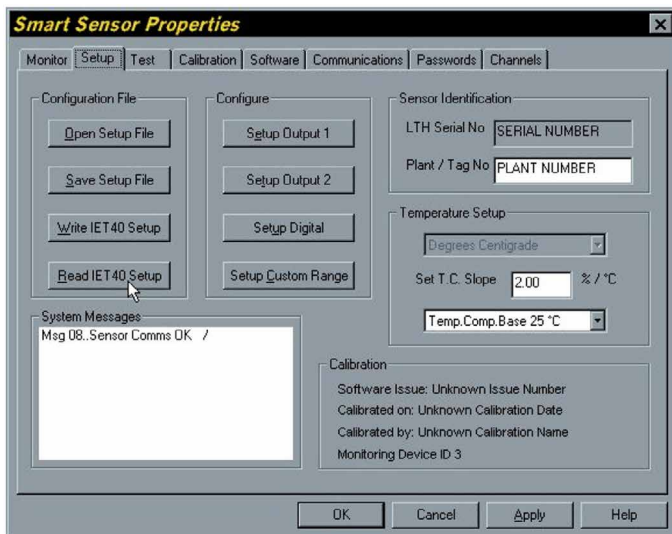 Smart Sensor Properties
Monitor Setup Test Calibration Software Communications Passwords Channels
Configuration File
Open Setup File
Save Setup File
Write IET40 Setup
Read IET40 Setup
Configure
Setup Output 1
Setup Output 2
Setup Digital
Setup Custom Range
Sensor Identification
LTH Serial No SERIAL NUMBER
Plant / Tag No PLANT NUMBER
Temperature Setup
Degrees Centigrade
Set T.C. Slope 2.00 % / °C
Temp.Comp.Base 25 °C
System Messages
Msg 08..Sensor Comms OK /
Calibration
Software Issue: Unknown Issue Number
Calibrated on: Unknown Calibration Date
Calibrated by: Unknown Calibration Name
Monitoring Device ID 3
OK Cancel Apply Help